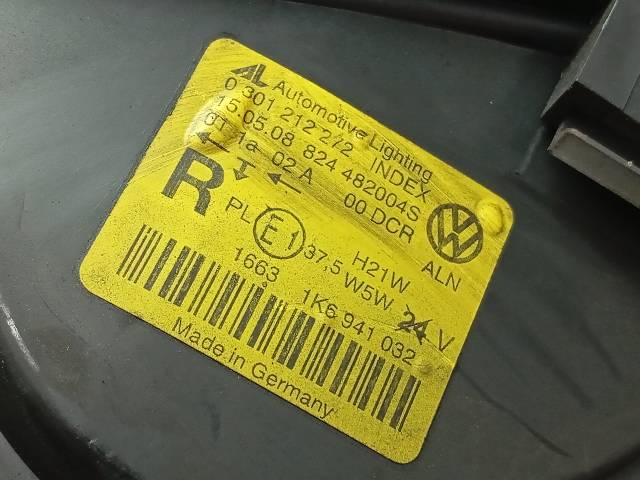 AL Automotive Lighting
0 301 212 272 INDEX
15.05.08 824 482004S
01 1a 02 A 00 DCR
R PL E1 37,5 H21W W5W 24 V
ALN
1663 1K6 941 032
Made in Germany